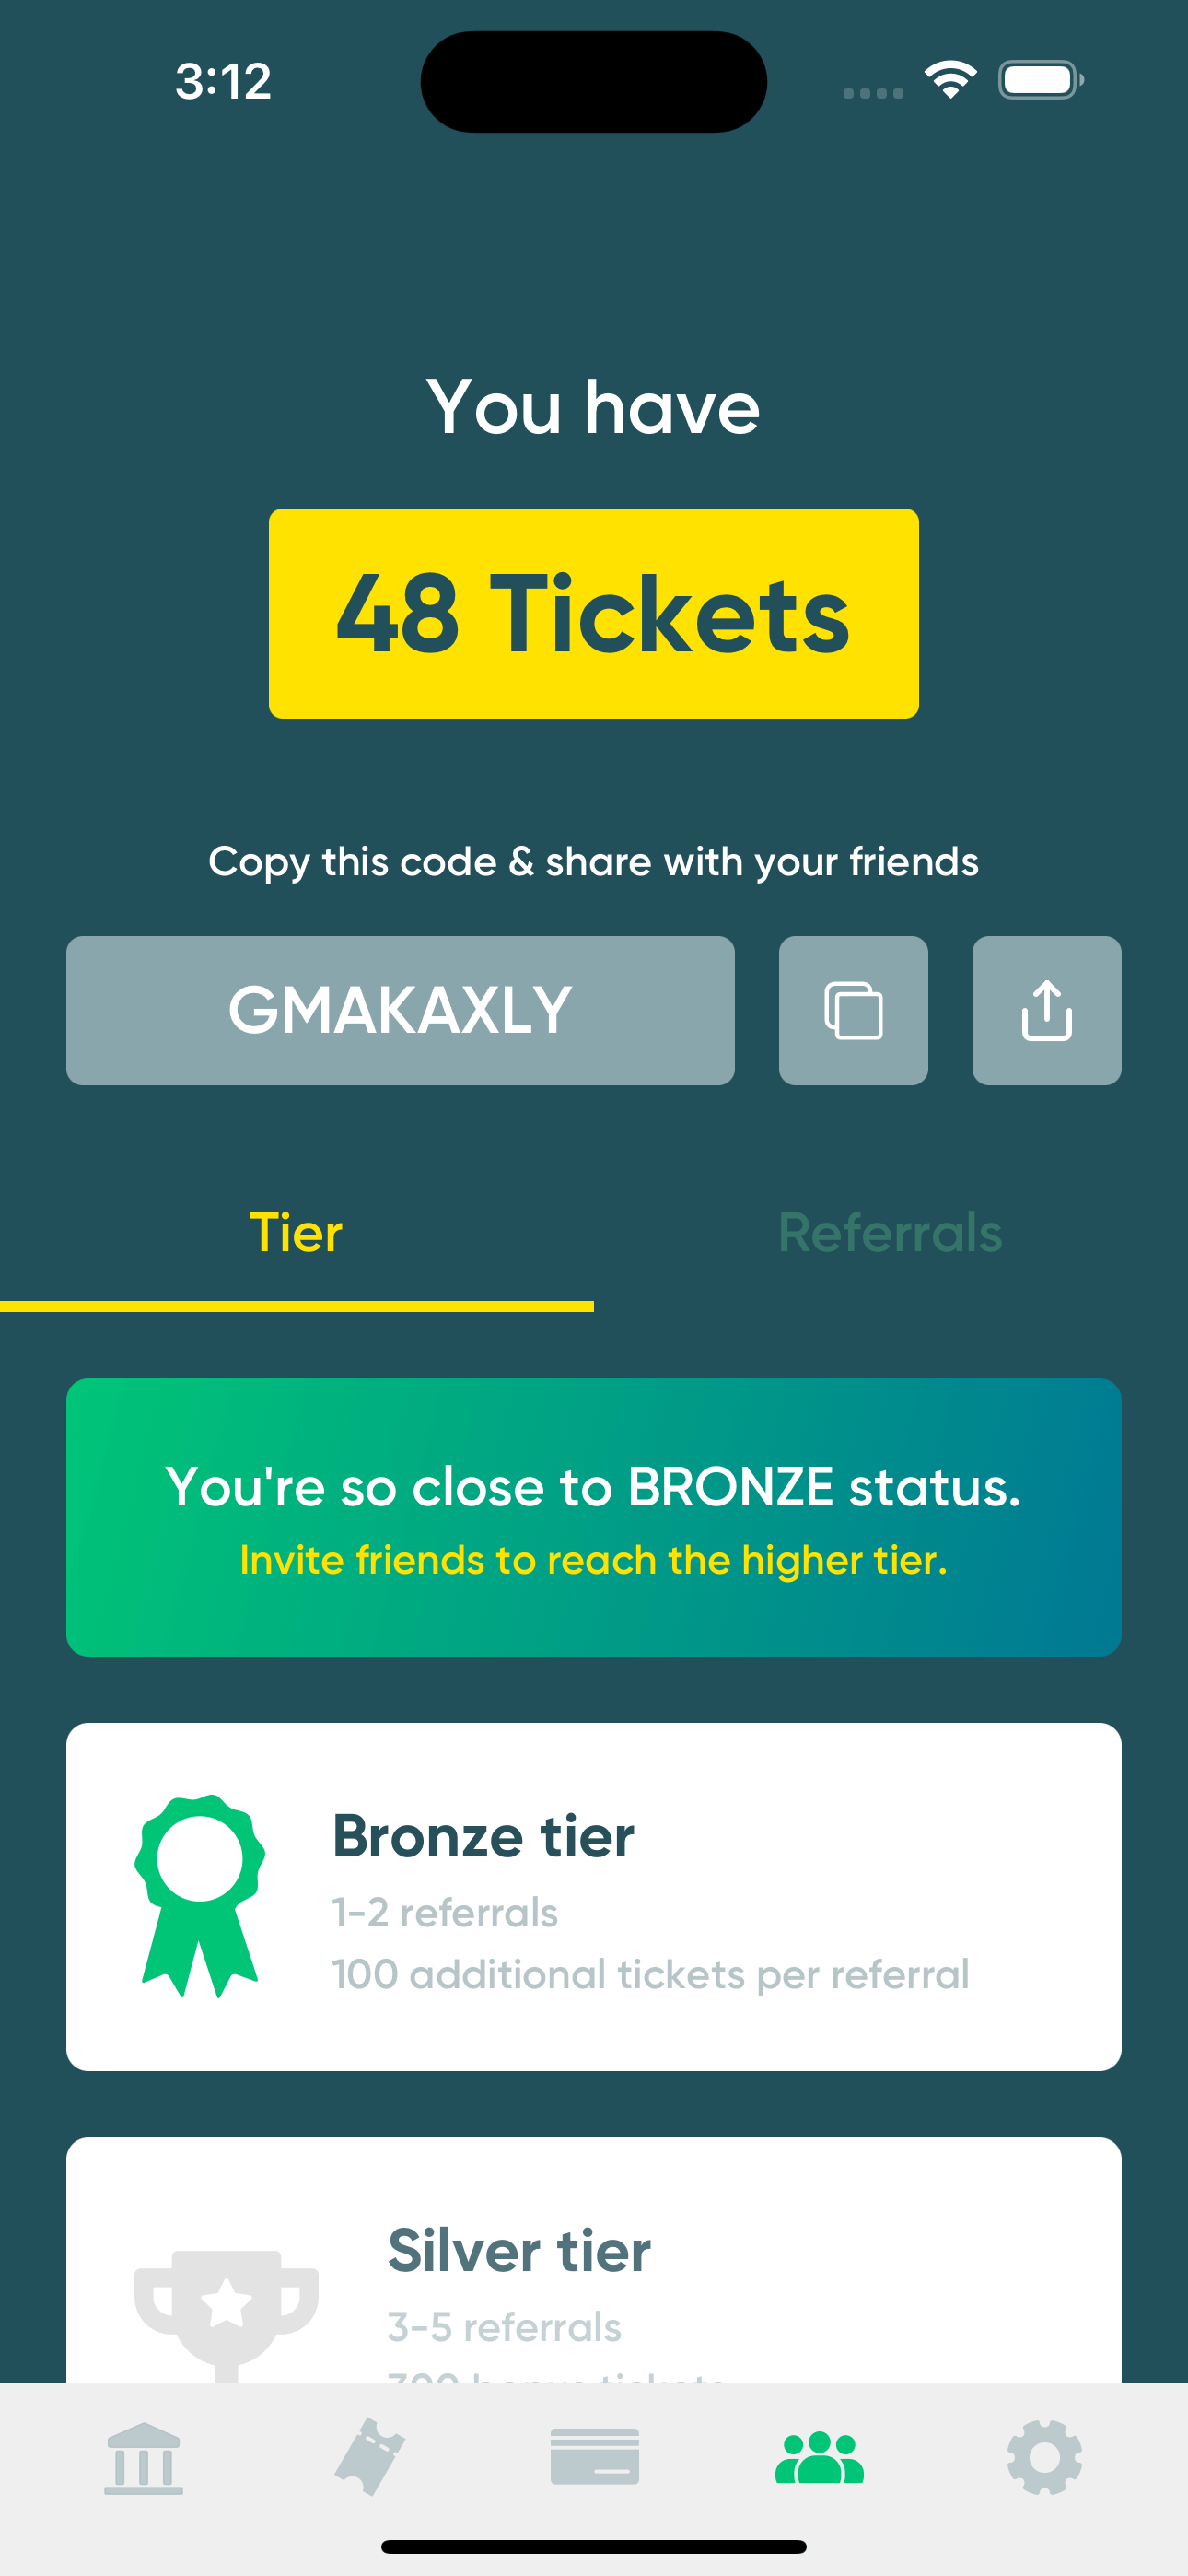 3:12
You have
48 Tickets
Copy this code & share with your friends
GMAKAXLY
Tier
Referrals
You're so close to BRONZE status.
Invite friends to reach the higher tier.
Bronze tier
1-2 referrals
100 additional tickets per referral
Silver tier
3-5 referrals